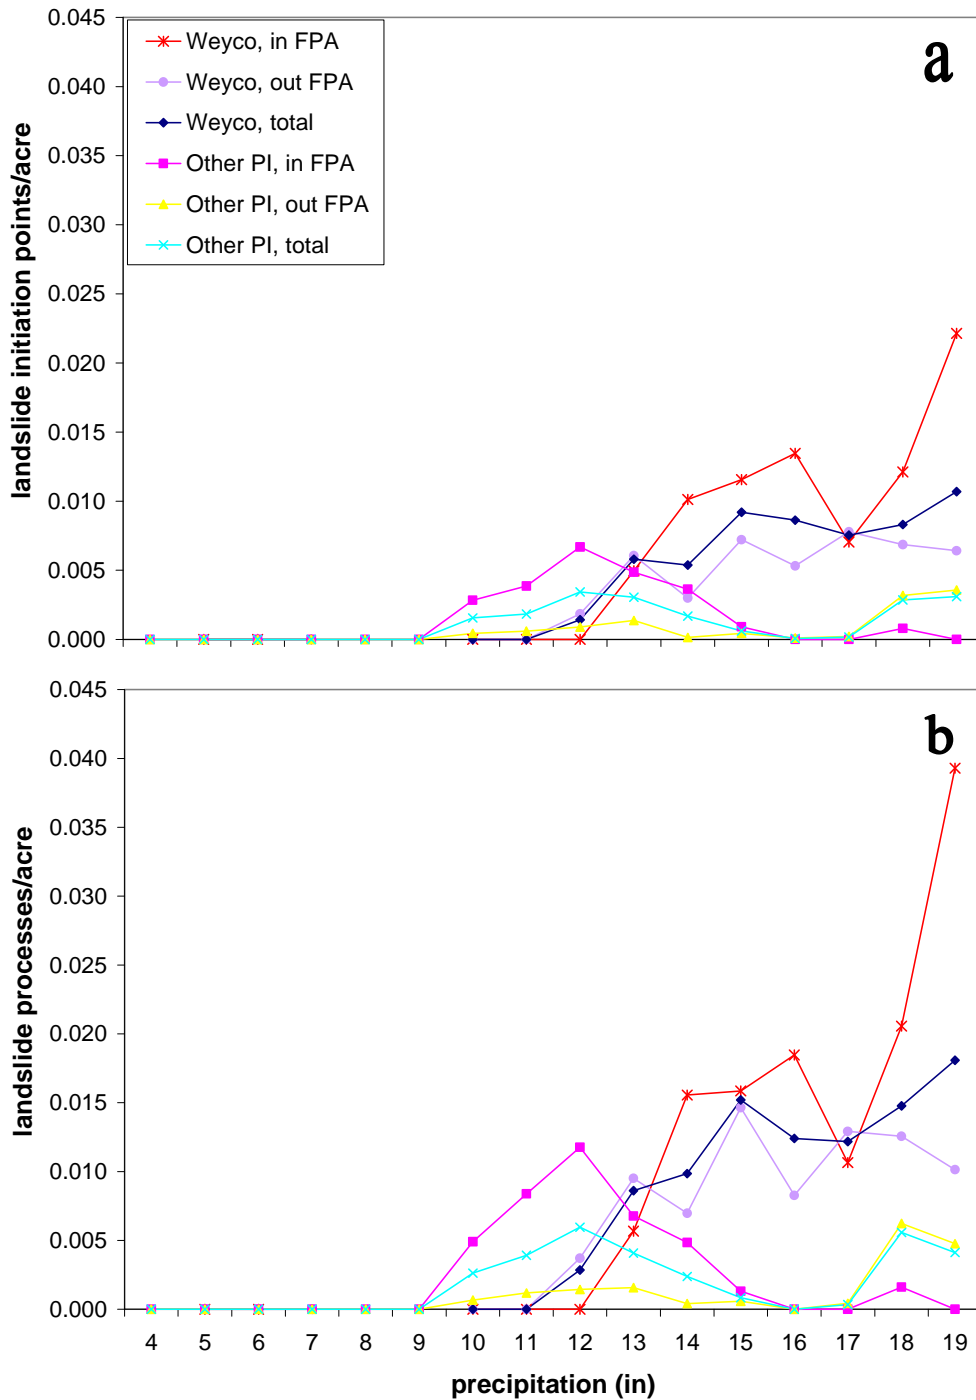 0.045
0.040
0.035
0.030
0.025
0.020
0.015
0.010
0.005
0.000
landslide initiation points/acre
Weyco, in FPA
Weyco, out FPA
Weyco, total
Other PI, in FPA
Other PI, out FPA
Other PI, total
a
0.045
0.040
0.035
0.030
0.025
0.020
0.015
0.010
0.005
0.000
landslide processes/acre
b
4 5 6 7 8 9 10 11 12 13 14 15 16 17 18 19
precipitation (in)